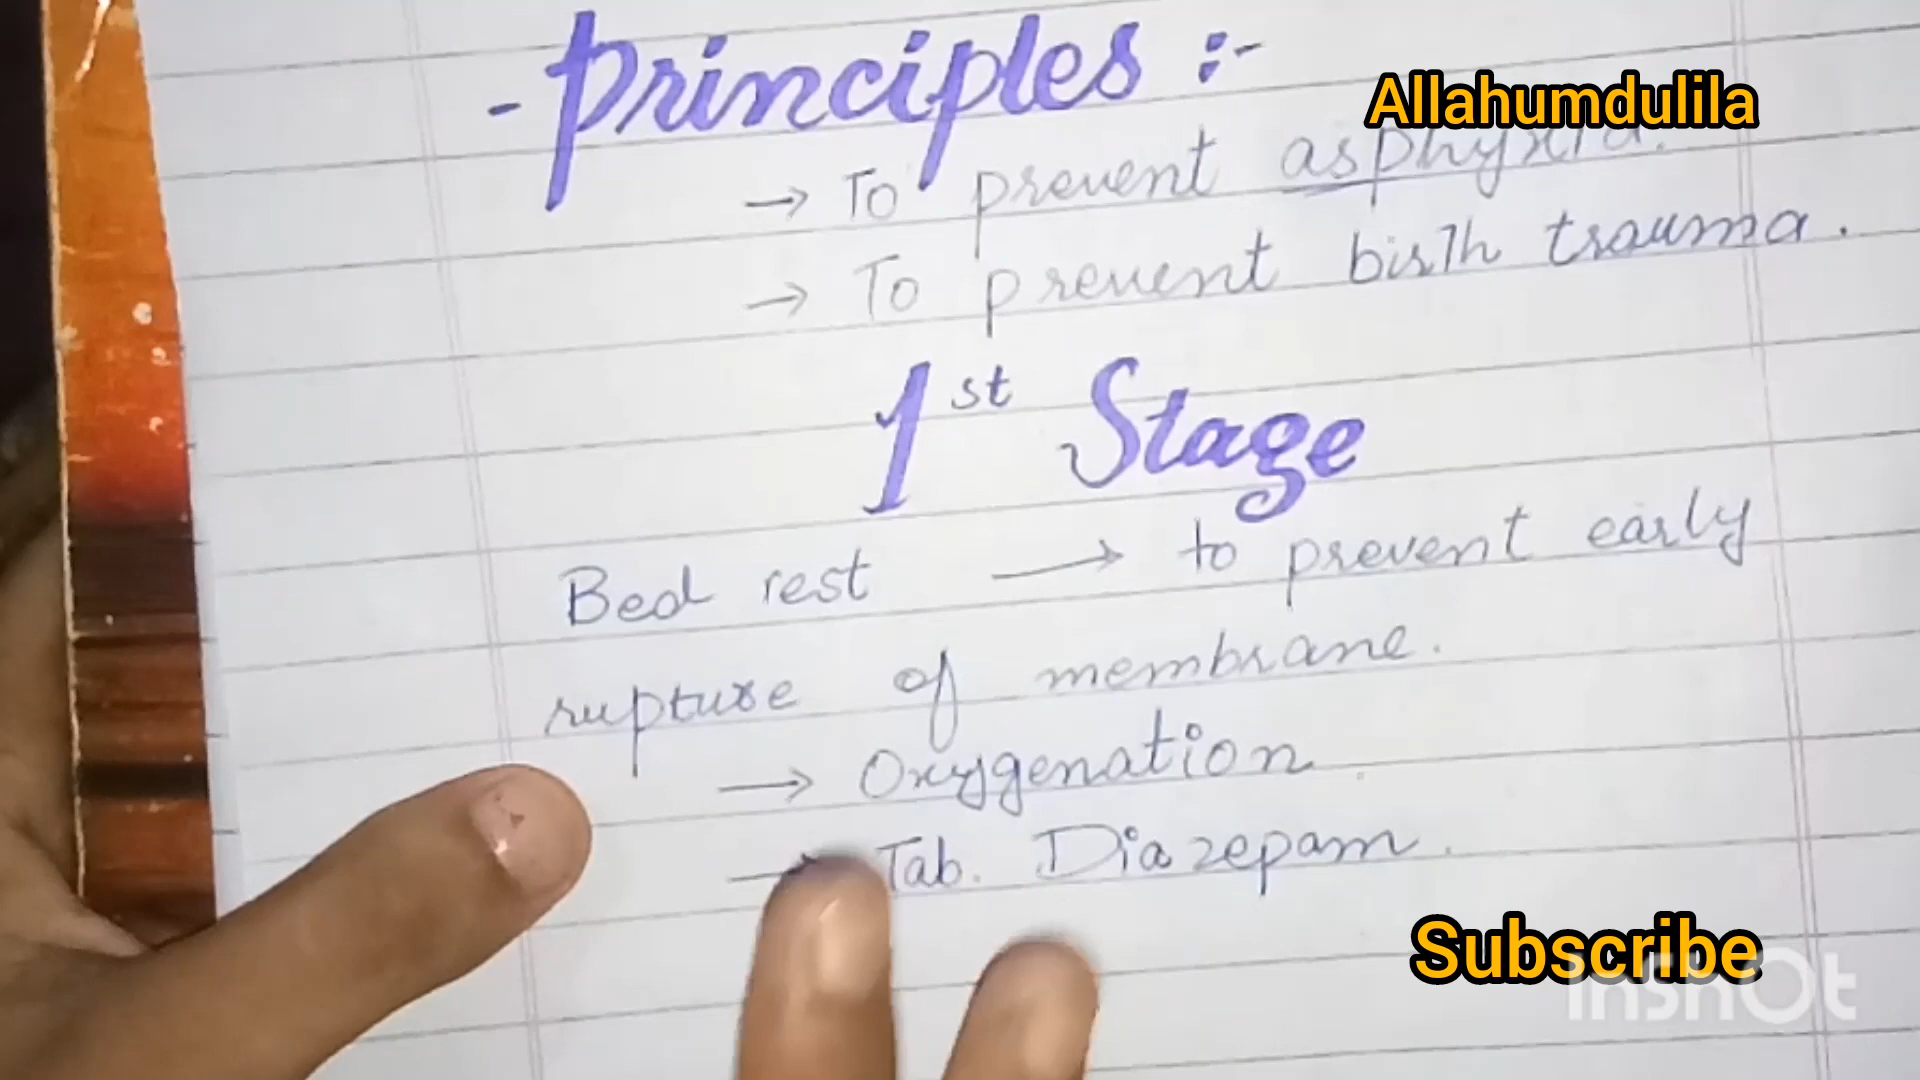 - Principles :-
Allahumdulila
→ To prevent asphyxia.
→ To prevent birth trauma.
1st Stage
Bed rest → to prevent early
rupture of membrane.
→ Oxygenation
→ Tab. Diazepam.
Subscribe
InShOt